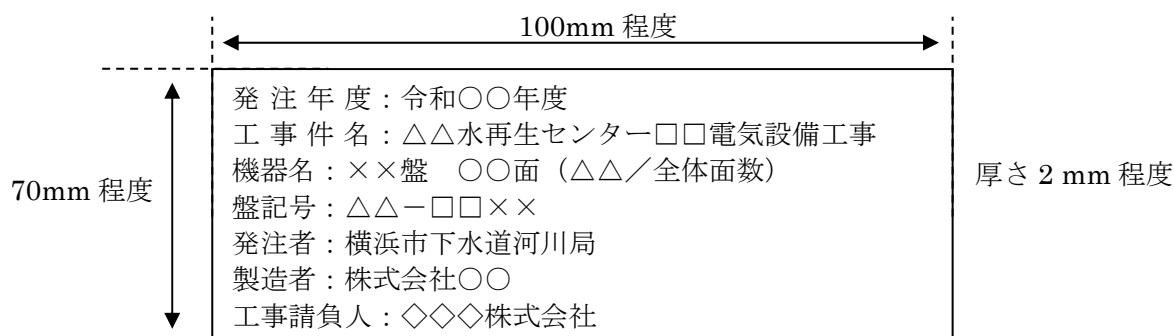 100mm 程度
発 注 年 度：令和○○年度
工 事 件 名：△△水再生センター□□電気設備工事
機器名：××盤　○○面（△△／全体面数）
盤記号：△△－□□××
発注者：横浜市下水道河川局
製造者：株式会社○○
工事請負人：◇◇◇株式会社
70mm 程度
厚さ 2 mm 程度